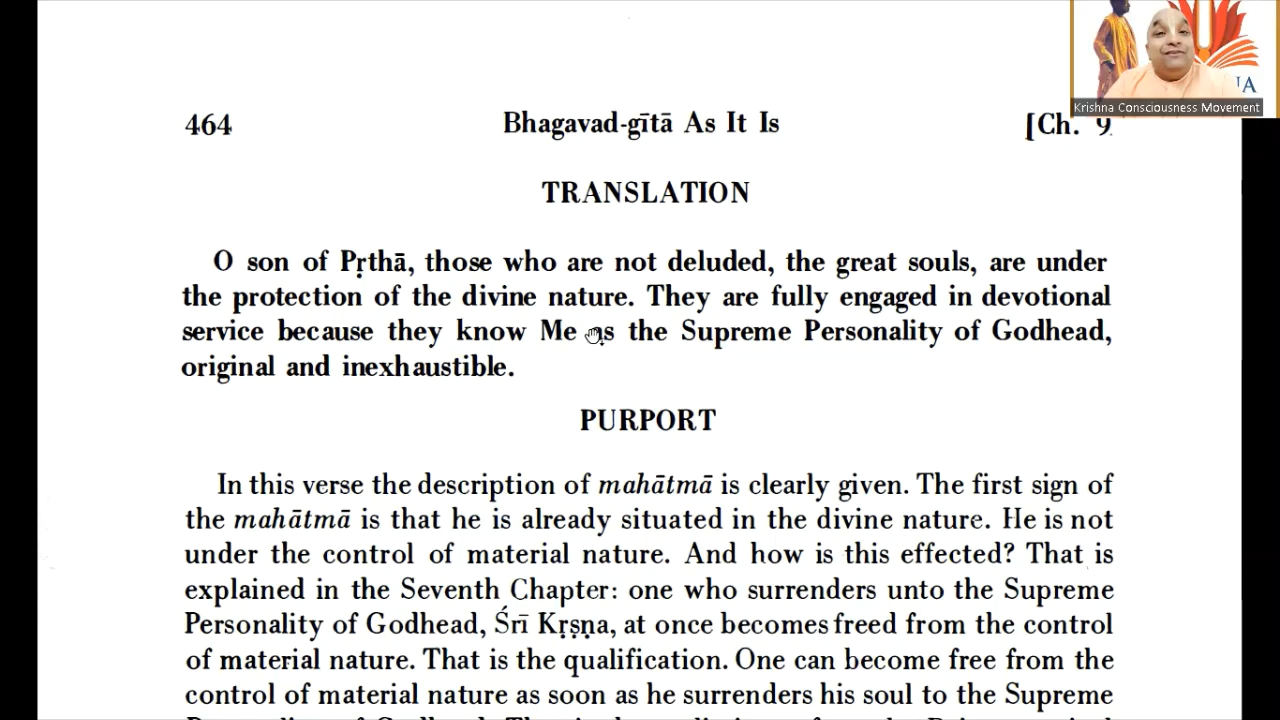 464 Bhagavad-gītā As It Is [Ch. 9
TRANSLATION
O son of Pṛthā, those who are not deluded, the great souls, are under
the protection of the divine nature. They are fully engaged in devotional
service because they know Me as the Supreme Personality of Godhead,
original and inexhaustible.
PURPORT
In this verse the description of mahātmā is clearly given. The first sign of
the mahātmā is that he is already situated in the divine nature. He is not
under the control of material nature. And how is this effected? That is
explained in the Seventh Chapter: one who surrenders unto the Supreme
Personality of Godhead, Śrī Kṛṣṇa, at once becomes freed from the control
of material nature. That is the qualification. One can become free from the
control of material nature as soon as he surrenders his soul to the Supreme
Krishna Consciousness Movement